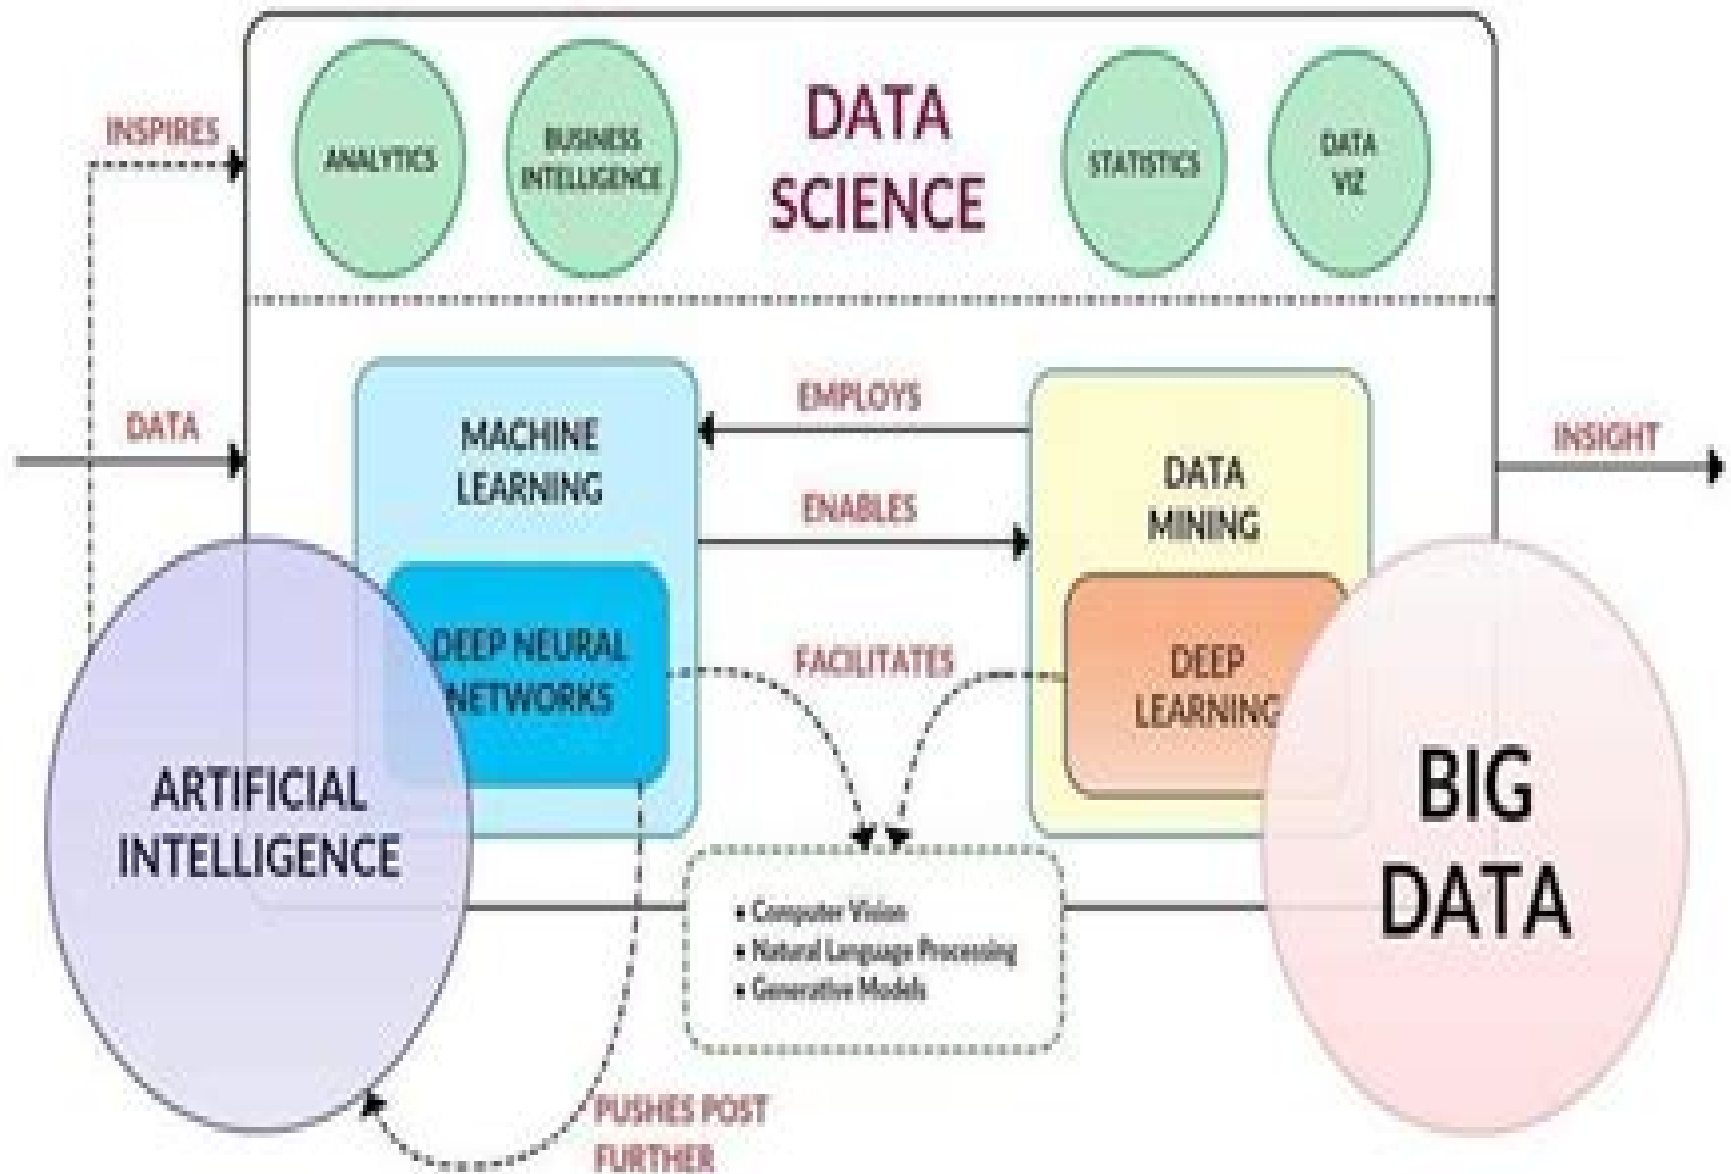 INSPIRES
ANALYTICS
BUSINESS
INTELLIGENCE
DATA
SCIENCE
STATISTICS
DATA
VIZ
DATA
MACHINE
LEARNING
EMPLOYS
ENABLES
DATA
MINING
INSIGHT
DEEP NEURAL
NETWORKS
FACILITATES
DEEP
LEARNING
ARTIFICIAL
INTELLIGENCE
BIG
DATA
• Computer Vision
• Natural Language Processing
• Generative Models
PUSHES POST
FURTHER